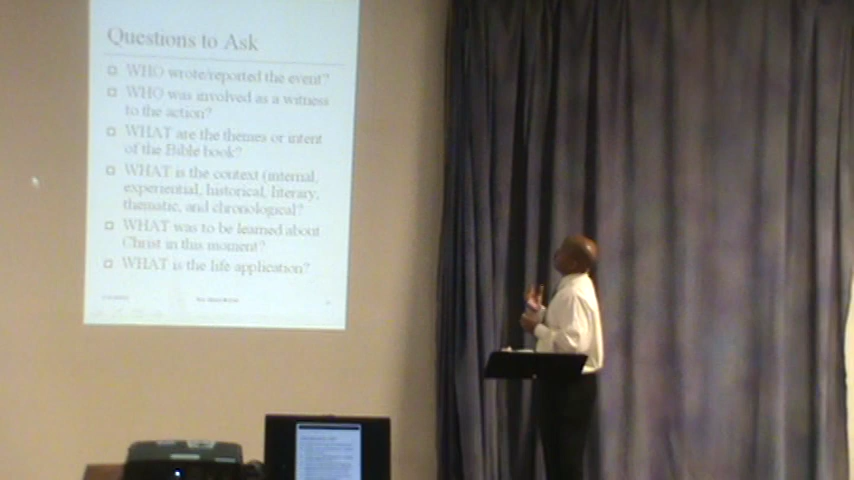 Questions to Ask
WHO wrote/reported the event?
WHO was involved as a witness
to the action?
WHAT are the themes or intent
of the Bible book?
WHAT is the context (internal,
experiential, historical, literary,
thematic, and chronological?
WHAT was to be learned about
Christ in this moment?
WHAT is the life application?